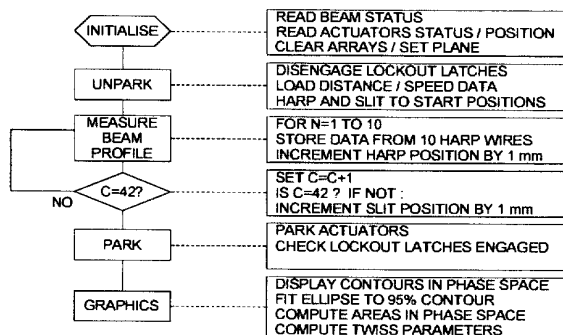 INITIALISE
READ BEAM STATUS
READ ACTUATORS STATUS / POSITION
CLEAR ARRAYS / SET PLANE
UNPARK
DISENGAGE LOCKOUT LATCHES
LOAD DISTANCE / SPEED DATA
HARP AND SLIT TO START POSITIONS
MEASURE
BEAM
PROFILE
FOR N=1 TO 10
STORE DATA FROM 10 HARP WIRES
INCREMENT HARP POSITION BY 1 mm
C=42?
NO
SET C=C+1
IS C=42 ? IF NOT :
INCREMENT SLIT POSITION BY 1 mm
PARK
PARK ACTUATORS
CHECK LOCKOUT LATCHES ENGAGED
GRAPHICS
DISPLAY CONTOURS IN PHASE SPACE
FIT ELLIPSE TO 95% CONTOUR
COMPUTE AREAS IN PHASE SPACE
COMPUTE TWISS PARAMETERS